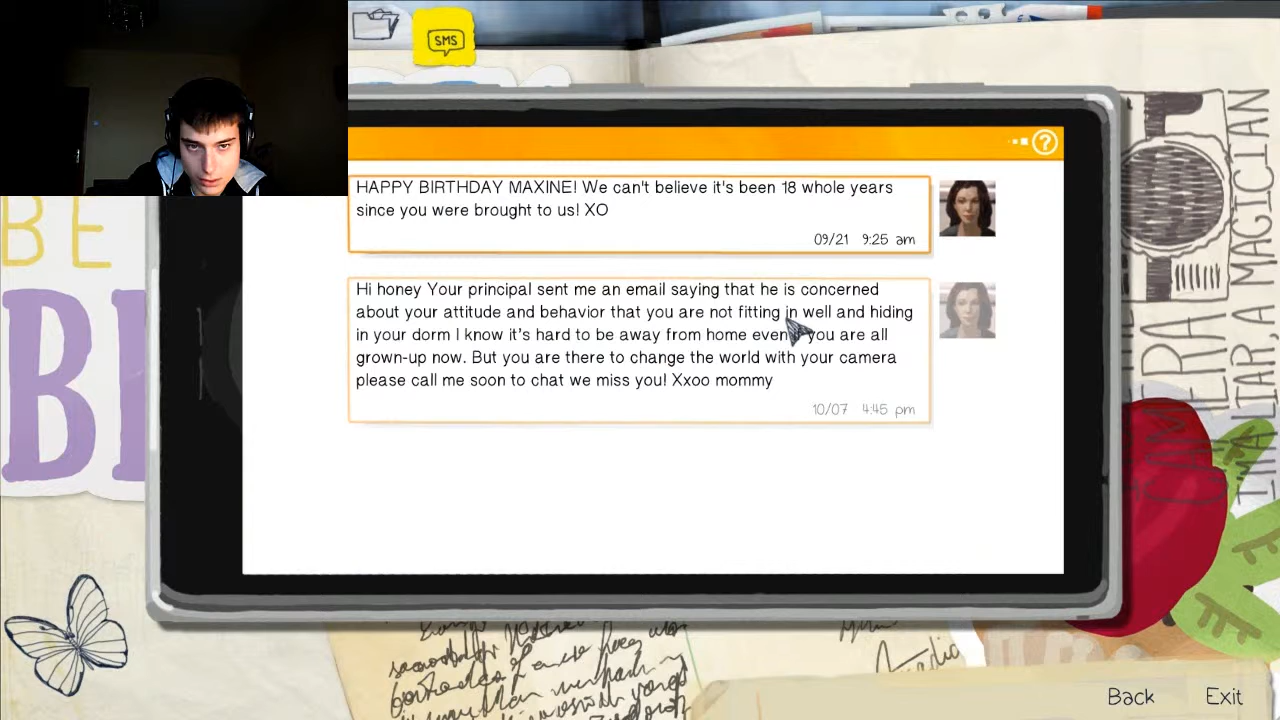 SMS
?
HAPPY BIRTHDAY MAXINE! We can't believe it's been 18 whole years
since you were brought to us! XO
09/21 9:25 am
Hi honey Your principal sent me an email saying that he is concerned
about your attitude and behavior that you are not fitting in well and hiding
in your dorm I know it's hard to be away from home even if you are all
grown-up now. But you are there to change the world with your camera
please call me soon to chat we miss you! Xxoo mommy
10/07 4:45 pm
BE
CAMERA
I'M A LIAR, A MAGICIAN
Back Exit